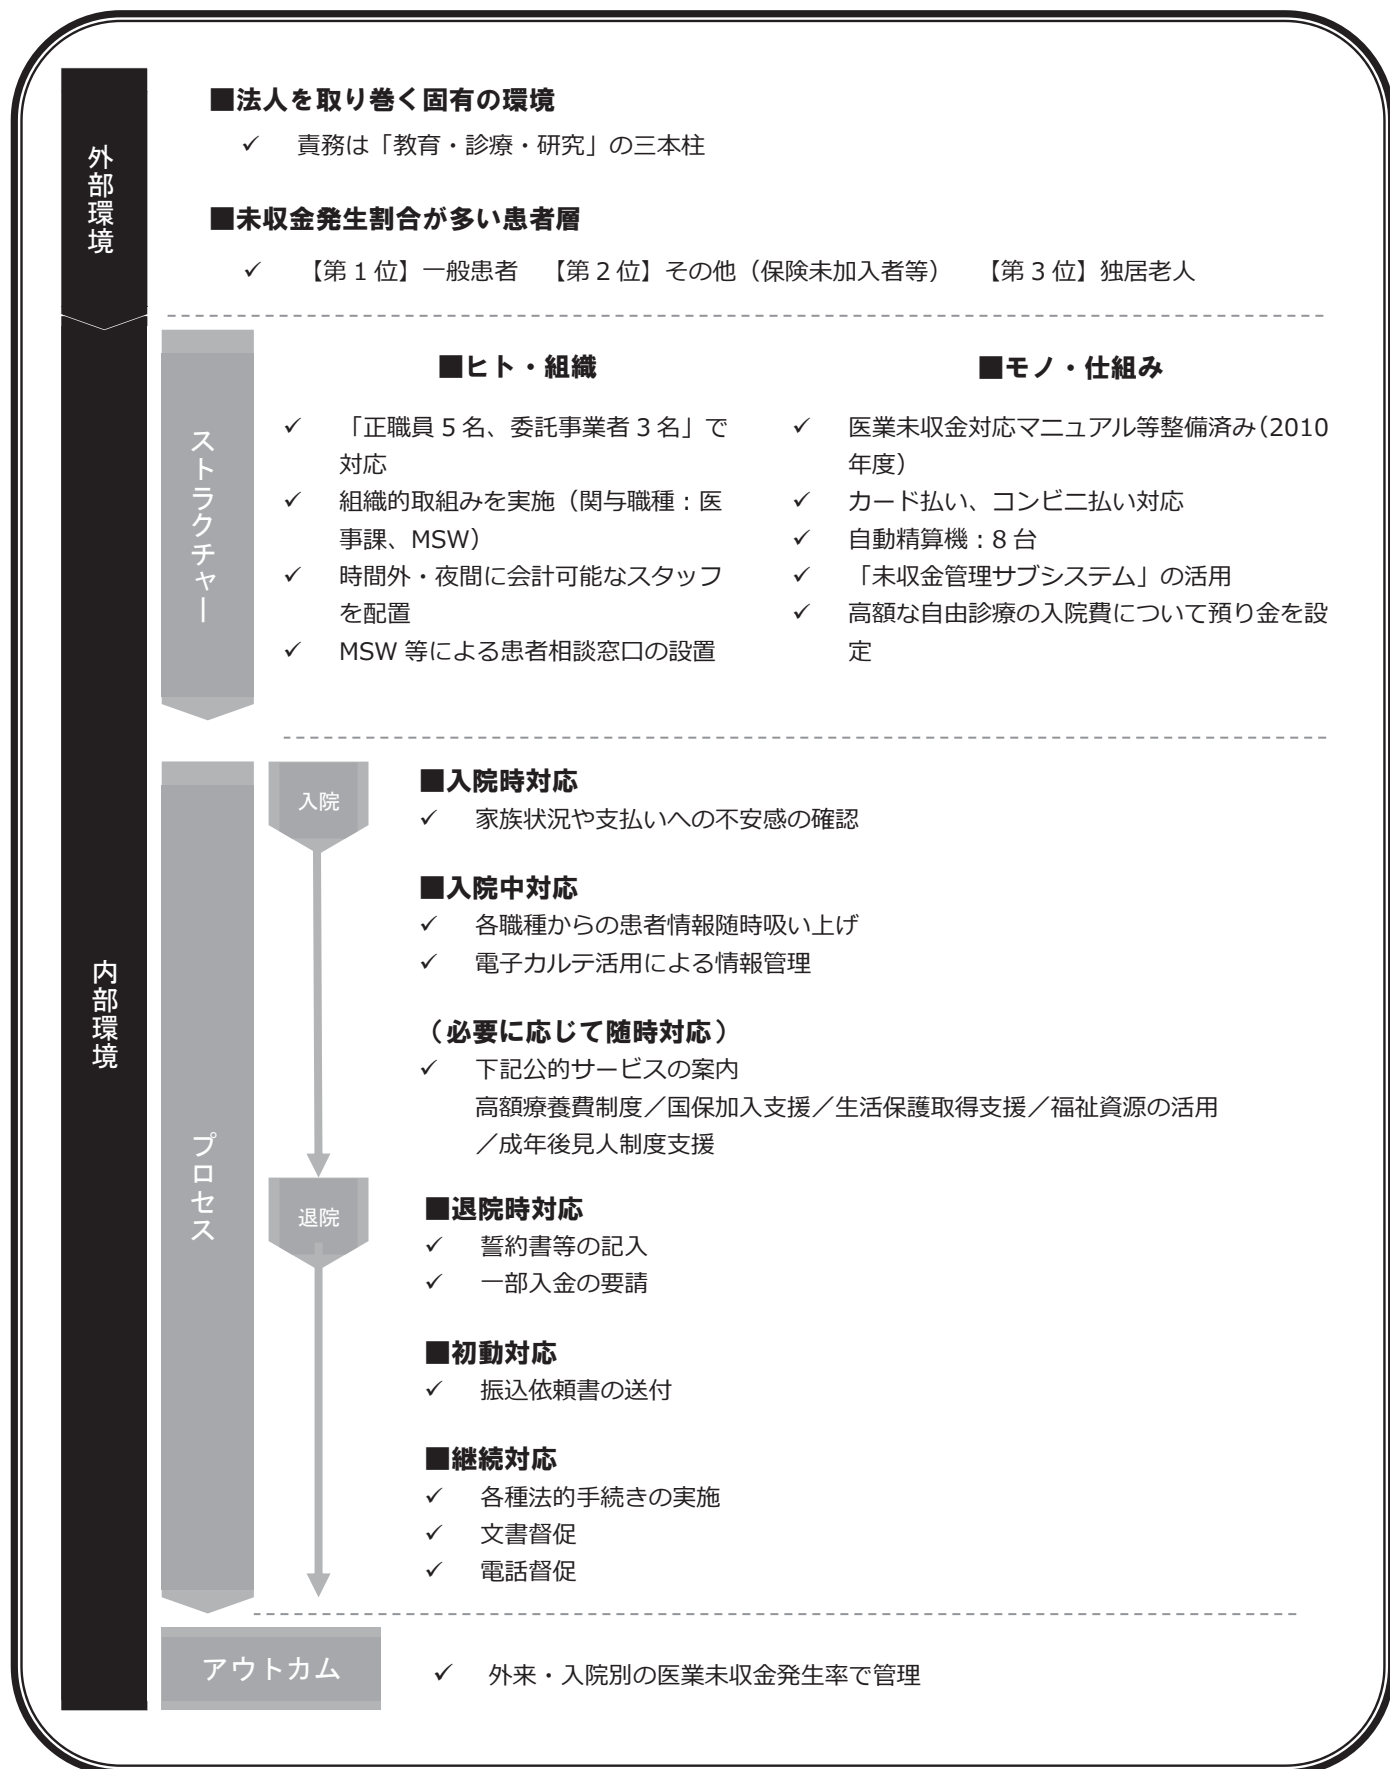 外部環境
■法人を取り巻く固有の環境
✓ 責務は「教育・診療・研究」の三本柱
■未収金発生割合が多い患者層
✓ 【第1位】一般患者 【第2位】その他（保険未加入者等） 【第3位】独居老人
内部環境
ストラクチャー
■ヒト・組織
✓ 「正職員5名、委託事業者3名」で
対応
✓ 組織的取組みを実施（関与職種：医
事課、MSW）
✓ 時間外・夜間に会計可能なスタッフ
を配置
✓ MSW 等による患者相談窓口の設置
■モノ・仕組み
✓ 医業未収金対応マニュアル等整備済み（2010
年度）
✓ カード払い、コンビニ払い対応
✓ 自動精算機：8台
✓ 「未収金管理サブシステム」の活用
✓ 高額な自由診療の入院費について預り金を設
定
プロセス
入院
■入院時対応
✓ 家族状況や支払いへの不安感の確認
■入院中対応
✓ 各職種からの患者情報随時吸い上げ
✓ 電子カルテ活用による情報管理
（必要に応じて随時対応）
✓ 下記公的サービスの案内
高額療養費制度／国保加入支援／生活保護取得支援／福祉資源の活用
／成年後見人制度支援
退院
■退院時対応
✓ 誓約書等の記入
✓ 一部入金の要請
■初動対応
✓ 振込依頼書の送付
■継続対応
✓ 各種法的手続きの実施
✓ 文書督促
✓ 電話督促
アウトカム
✓ 外来・入院別の医業未収金発生率で管理